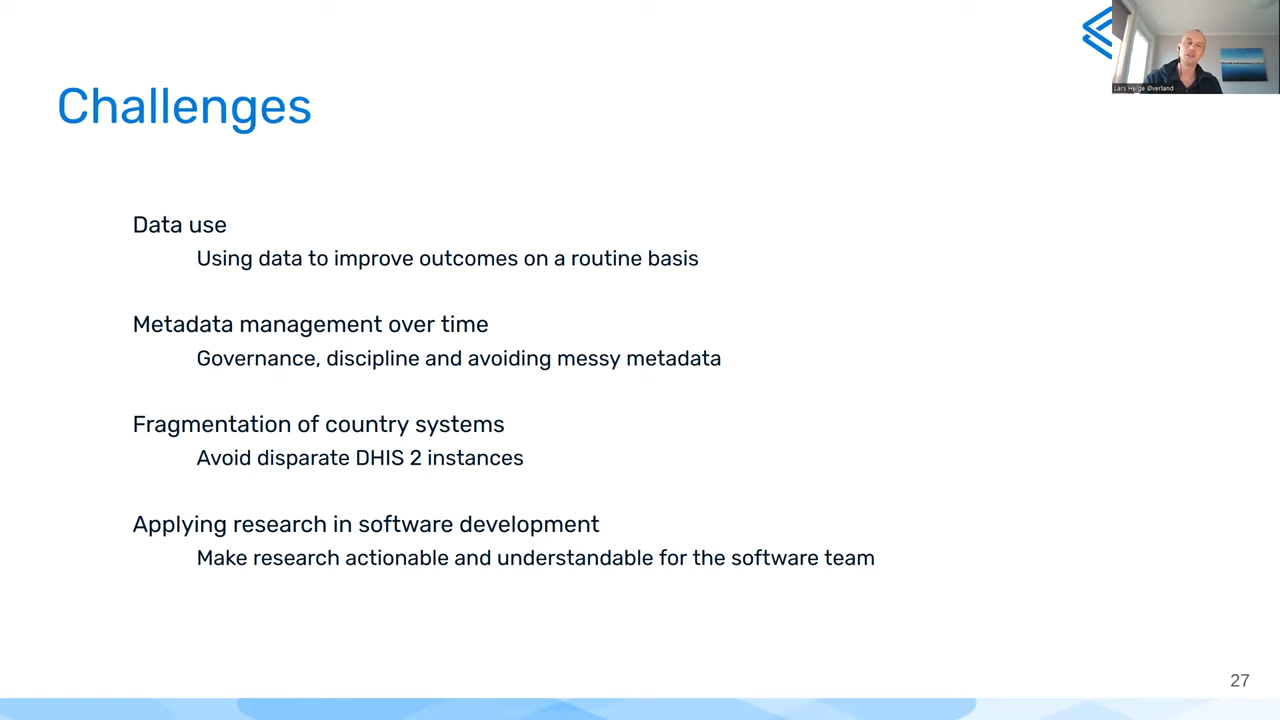 Challenges
Lars Helge Øverland
Data use
Using data to improve outcomes on a routine basis
Metadata management over time
Governance, discipline and avoiding messy metadata
Fragmentation of country systems
Avoid disparate DHIS 2 instances
Applying research in software development
Make research actionable and understandable for the software team
27